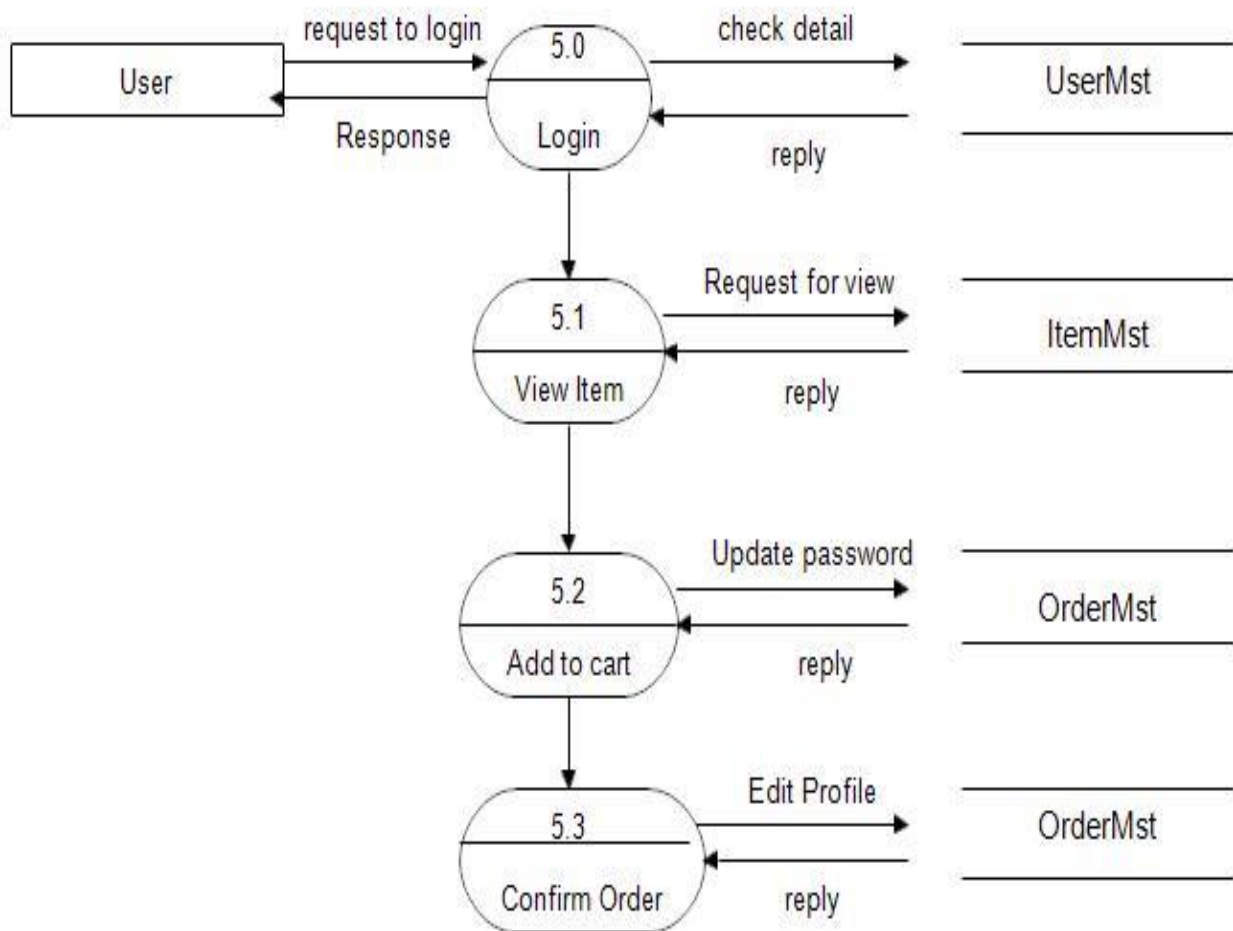 request to login
5.0
check detail
User
UserMst
Response
Login
reply
Request for view
5.1
ItemMst
View Item
reply
Update password
5.2
OrderMst
Add to cart
reply
Edit Profile
5.3
OrderMst
Confirm Order
reply